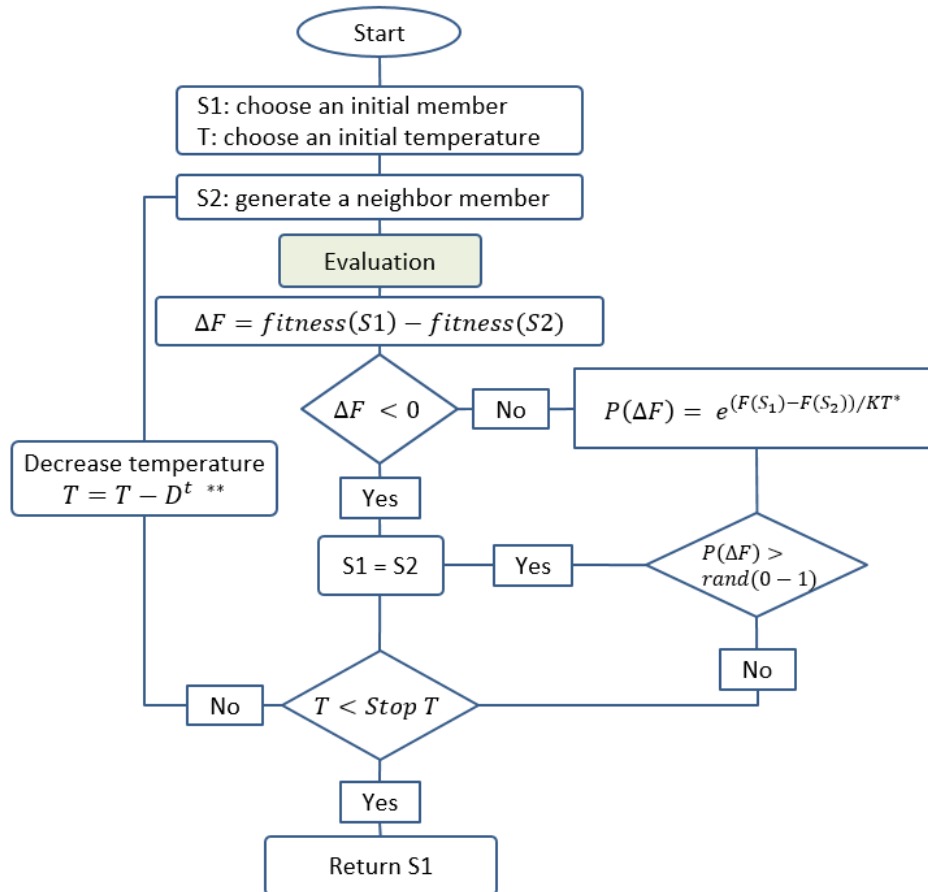 Start
S1: choose an initial member
T: choose an initial temperature
S2: generate a neighbor member
Evaluation
ΔF = fitness(S1) − fitness(S2)
ΔF < 0
No
P(ΔF) = e^{(F(S₁)−F(S₂))/KT*}
Decrease temperature
T = T − D^t **
Yes
S1 = S2
Yes
P(ΔF) >
rand(0 − 1)
No
No
T < Stop T
Yes
Return S1